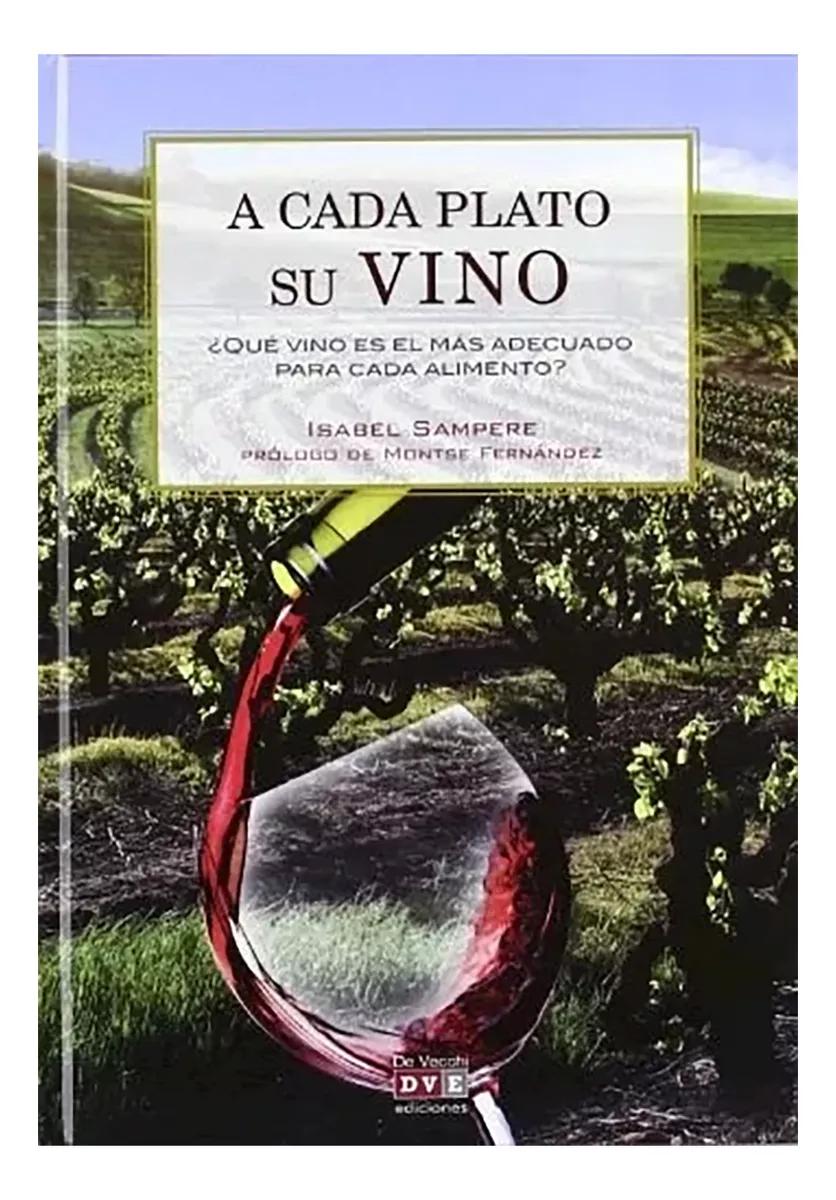 A CADA PLATO
SU VINO
¿QUÉ VINO ES EL MÁS ADECUADO
PARA CADA ALIMENTO?
ISABEL SAMPERE
PRÓLOGO DE MONTSE FERNÁNDEZ
De Vecchi
DVE
ediciones